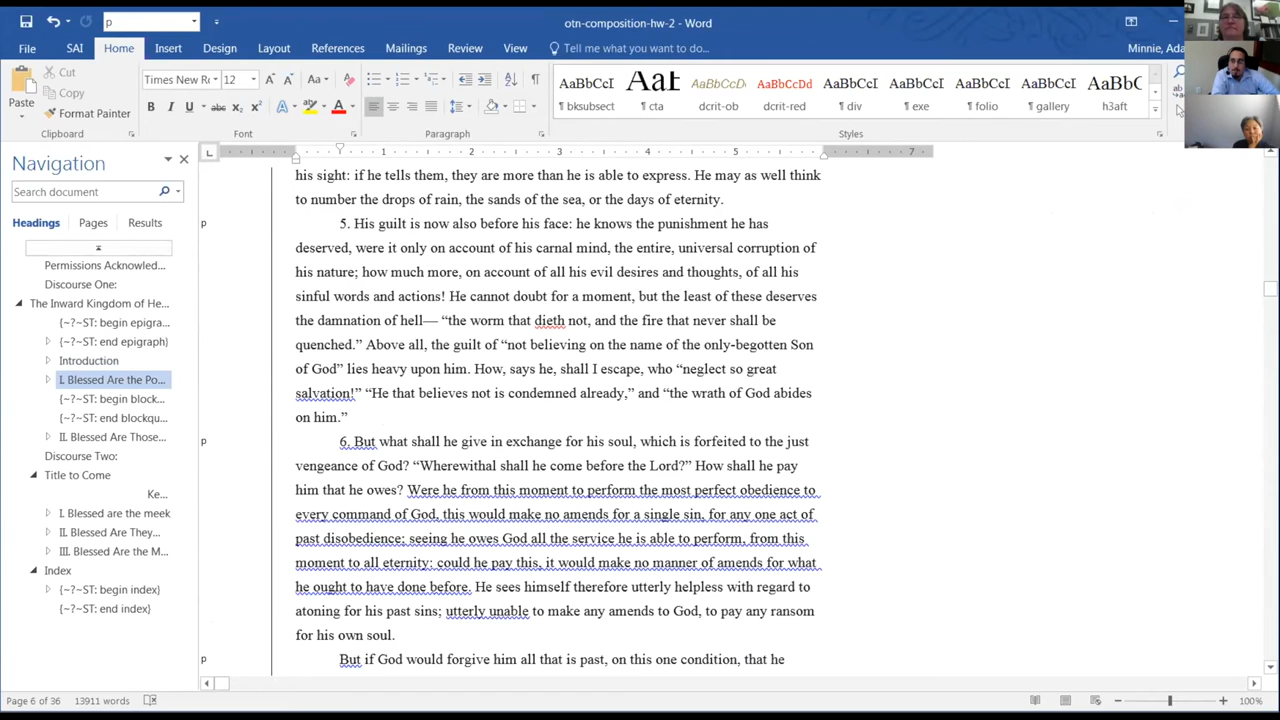 p
otn-composition-hw-2 - Word
File SAI Home Insert Design Layout References Mailings Review View Tell me what you want to do...
Minnie, Ada
Paste
Cut
Copy
Format Painter
Clipboard
Times New Ro 12
Font
Paragraph
AaBbCcI AaE AaBbCcDd AaBbCcDd AaBbCcI AaBbCcI AaBbCcI AaBbCcI AaBbC
¶ bksubsect ¶ cta dcrit-ob dcrit-red ¶ div ¶ exe ¶ folio ¶ gallery h3aft
Styles
Navigation
Search document
Headings Pages Results
Permissions Acknowled...
Discourse One:
The Inward Kingdom of He...
{~?~ST: begin epigra...
{~?~ST: end epigraph}
Introduction
I. Blessed Are the Po...
{~?~ST: begin block...
{~?~ST: end blockqu...
II. Blessed Are Those...
Discourse Two:
Title to Come
Ke...
I. Blessed are the meek
II. Blessed Are They...
III. Blessed Are the M...
Index
{~?~ST: begin index}
{~?~ST: end index}
1 2 3 4 5 7
his sight: if he tells them, they are more than he is able to express. He may as well think
to number the drops of rain, the sands of the sea, or the days of eternity.
p 5. His guilt is now also before his face: he knows the punishment he has
deserved, were it only on account of his carnal mind, the entire, universal corruption of
his nature; how much more, on account of all his evil desires and thoughts, of all his
sinful words and actions! He cannot doubt for a moment, but the least of these deserves
the damnation of hell— “the worm that dieth not, and the fire that never shall be
quenched.” Above all, the guilt of “not believing on the name of the only-begotten Son
of God” lies heavy upon him. How, says he, shall I escape, who “neglect so great
salvation!” “He that believes not is condemned already,” and “the wrath of God abides
on him.”
p 6. But what shall he give in exchange for his soul, which is forfeited to the just
vengeance of God? “Wherewithal shall he come before the Lord?” How shall he pay
him that he owes? Were he from this moment to perform the most perfect obedience to
every command of God, this would make no amends for a single sin, for any one act of
past disobedience; seeing he owes God all the service he is able to perform, from this
moment to all eternity: could he pay this, it would make no manner of amends for what
he ought to have done before. He sees himself therefore utterly helpless with regard to
atoning for his past sins; utterly unable to make any amends to God, to pay any ransom
for his own soul.
p But if God would forgive him all that is past, on this one condition, that he
Page 6 of 36 13911 words
100%